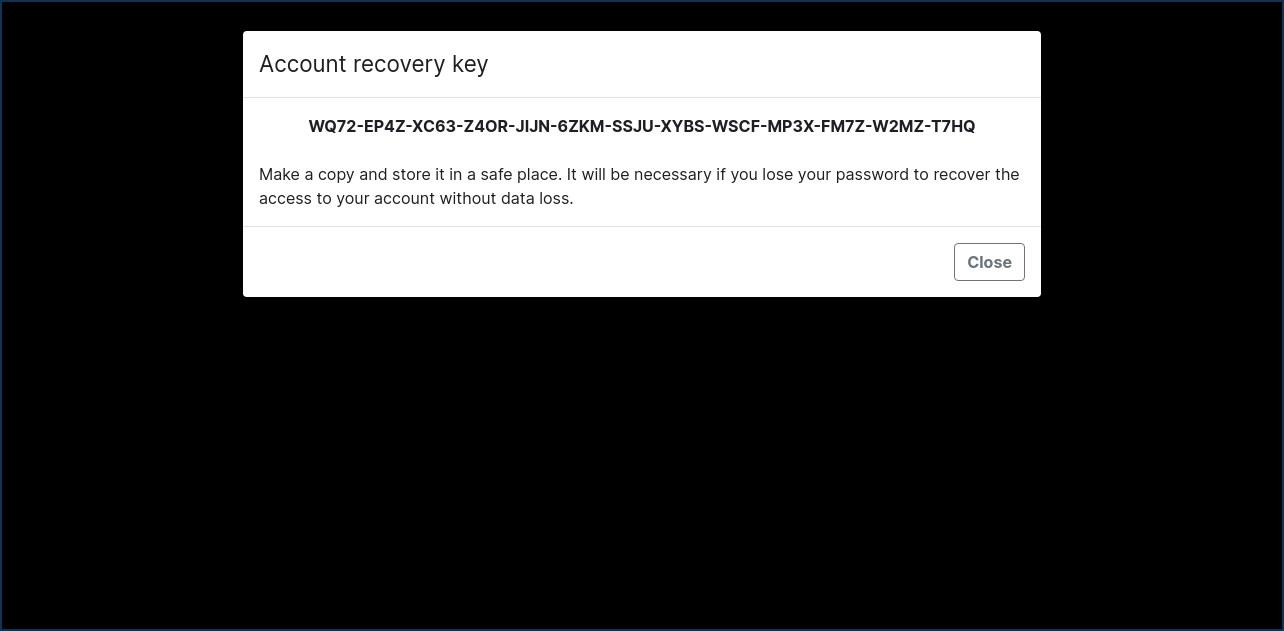 Account recovery key
WQ72-EP4Z-XC63-Z4OR-JIJN-6ZKM-SSJU-XYBS-WSCF-MP3X-FM7Z-W2MZ-T7HQ
Make a copy and store it in a safe place. It will be necessary if you lose your password to recover the
access to your account without data loss.
Close